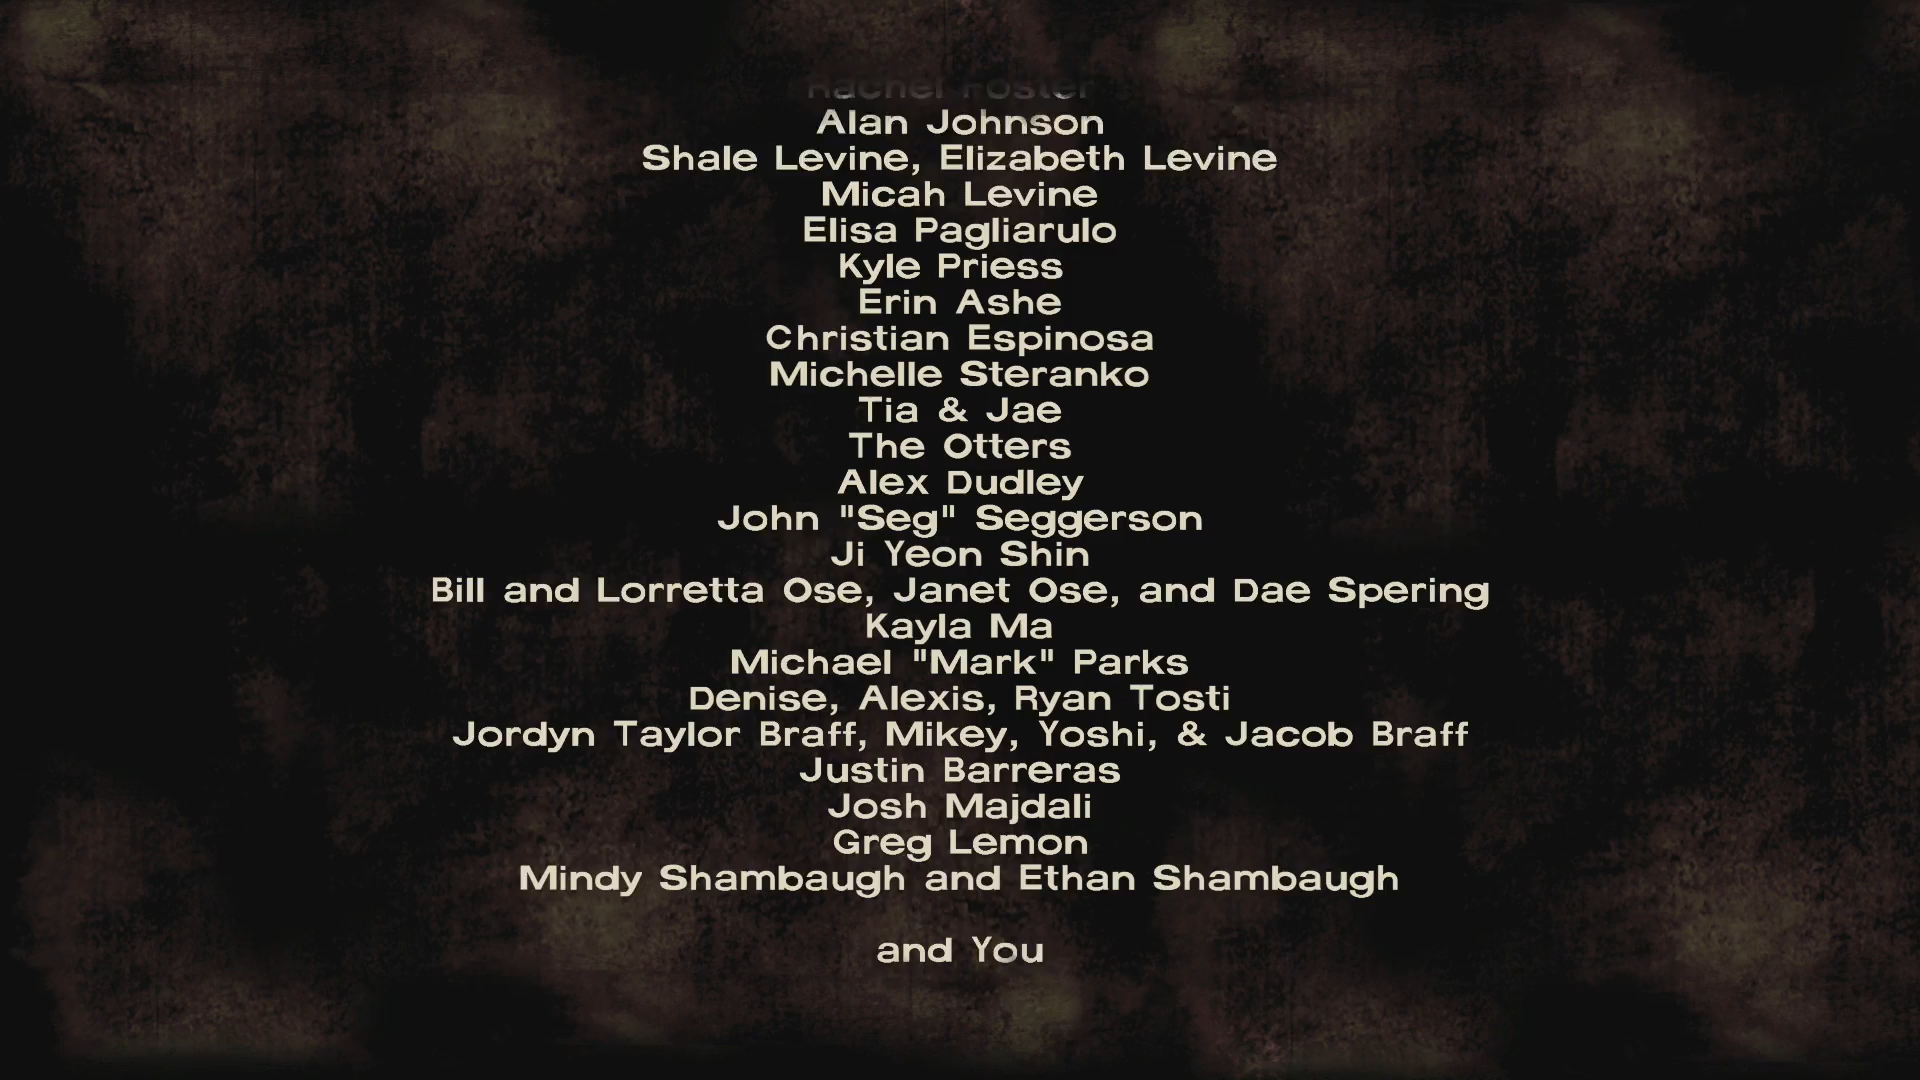 Rachel Foster
Alan Johnson
Shale Levine, Elizabeth Levine
Micah Levine
Elisa Pagliarulo
Kyle Priess
Erin Ashe
Christian Espinosa
Michelle Steranko
Tia & Jae
The Otters
Alex Dudley
John "Seg" Seggerson
Ji Yeon Shin
Bill and Lorretta Ose, Janet Ose, and Dae Spering
Kayla Ma
Michael "Mark" Parks
Denise, Alexis, Ryan Tosti
Jordyn Taylor Braff, Mikey, Yoshi, & Jacob Braff
Justin Barreras
Josh Majdali
Greg Lemon
Mindy Shambaugh and Ethan Shambaugh
and You